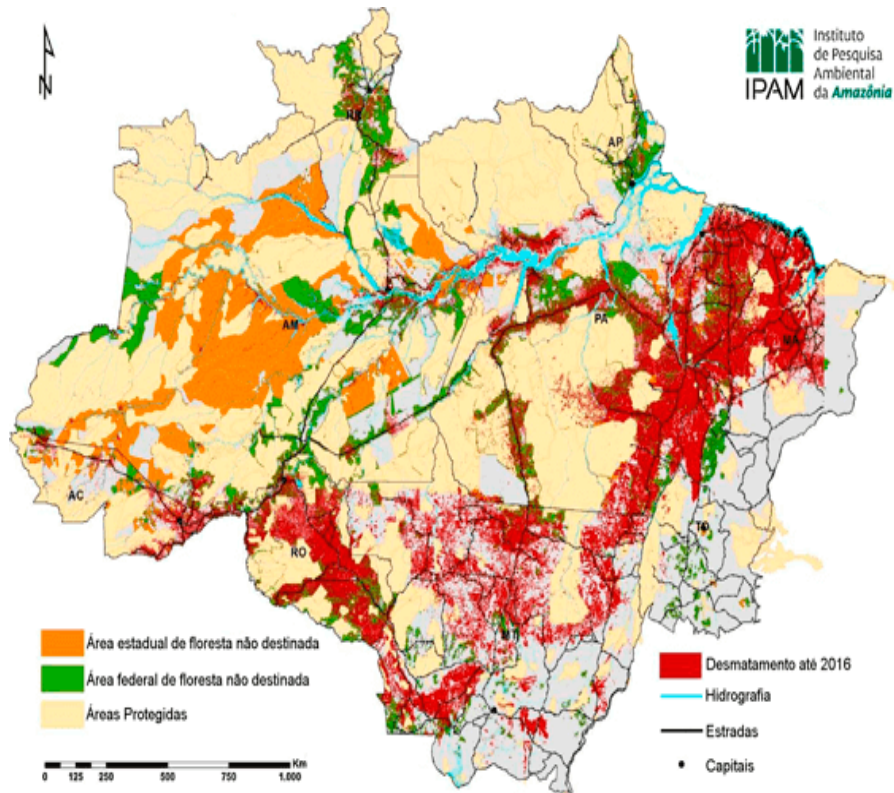 Instituto
de Pesquisa
Ambiental
da Amazônia
IPAM
N
RR
AP
AM
PA
MA
AC
RO
TO
MT
Área estadual de floresta não destinada
Área federal de floresta não destinada
Áreas Protegidas
Km
0 125 250 500 750 1.000
Desmatamento até 2016
Hidrografia
Estradas
Capitais